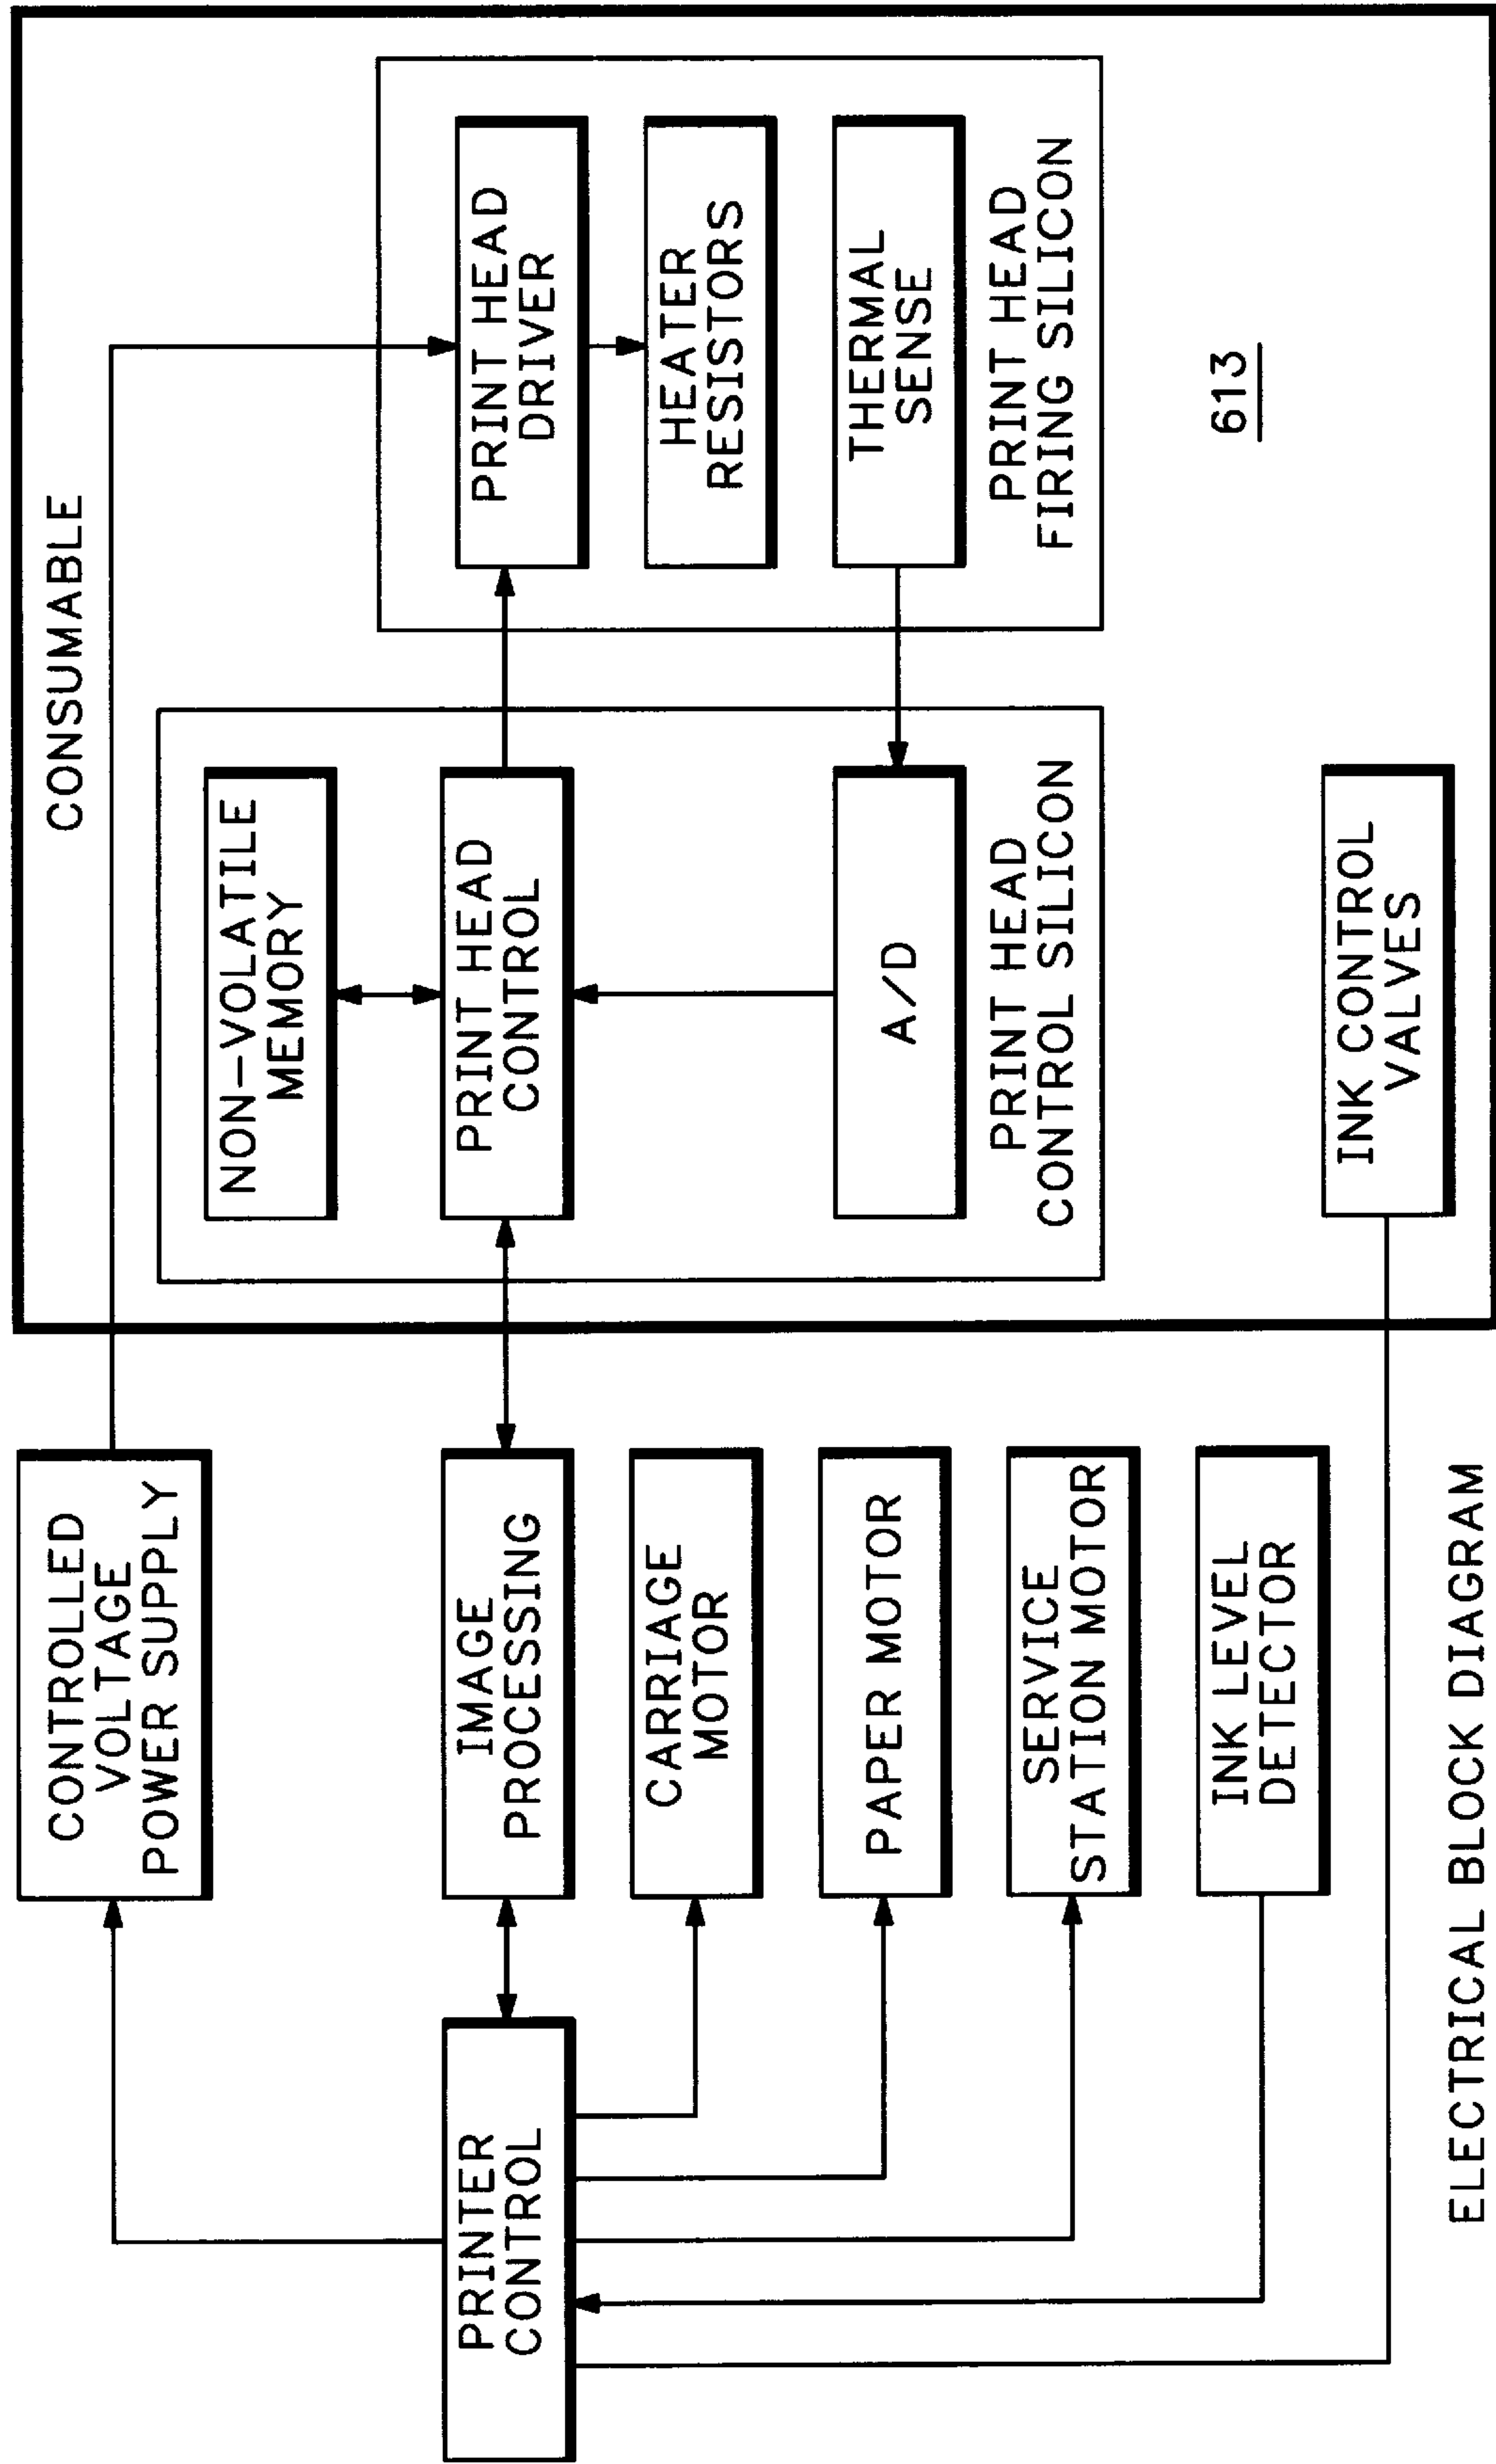 CONSUMABLE
CONTROLLED
VOLTAGE
POWER SUPPLY
NON-VOLATILE
MEMORY
PRINTER
CONTROL
IMAGE
PROCESSING
PRINT HEAD
CONTROL
PRINT HEAD
DRIVER
CARRIAGE
MOTOR
HEATER
RESISTORS
PAPER MOTOR
A/D
THERMAL
SENSE
SERVICE
STATION MOTOR
PRINT HEAD
CONTROL SILICON
PRINT HEAD
FIRING SILICON
INK LEVEL
DETECTOR
613
INK CONTROL
VALVES
ELECTRICAL BLOCK DIAGRAM